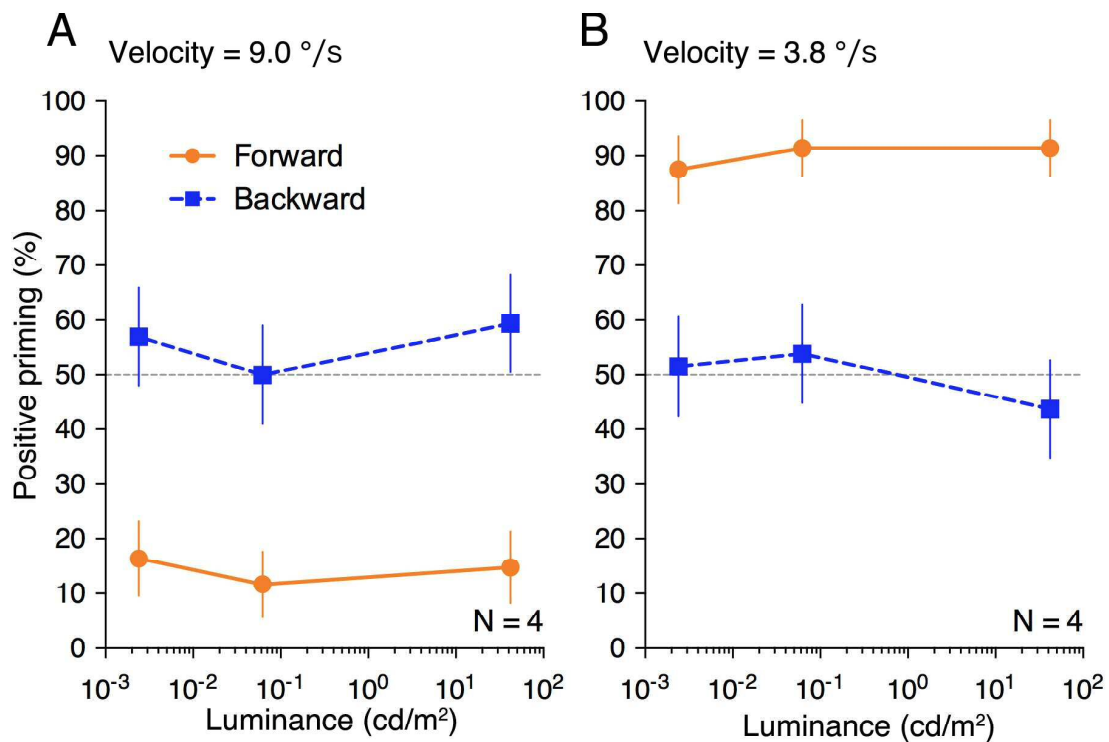 A
Velocity = 9.0 °/s
Positive priming (%)
100
90
80
70
60
50
40
30
20
10
0
Forward
Backward
N = 4
10⁻³ 10⁻² 10⁻¹ 10⁰ 10¹ 10²
Luminance (cd/m²)
B
Velocity = 3.8 °/s
100
90
80
70
60
50
40
30
20
10
0
N = 4
10⁻³ 10⁻² 10⁻¹ 10⁰ 10¹ 10²
Luminance (cd/m²)